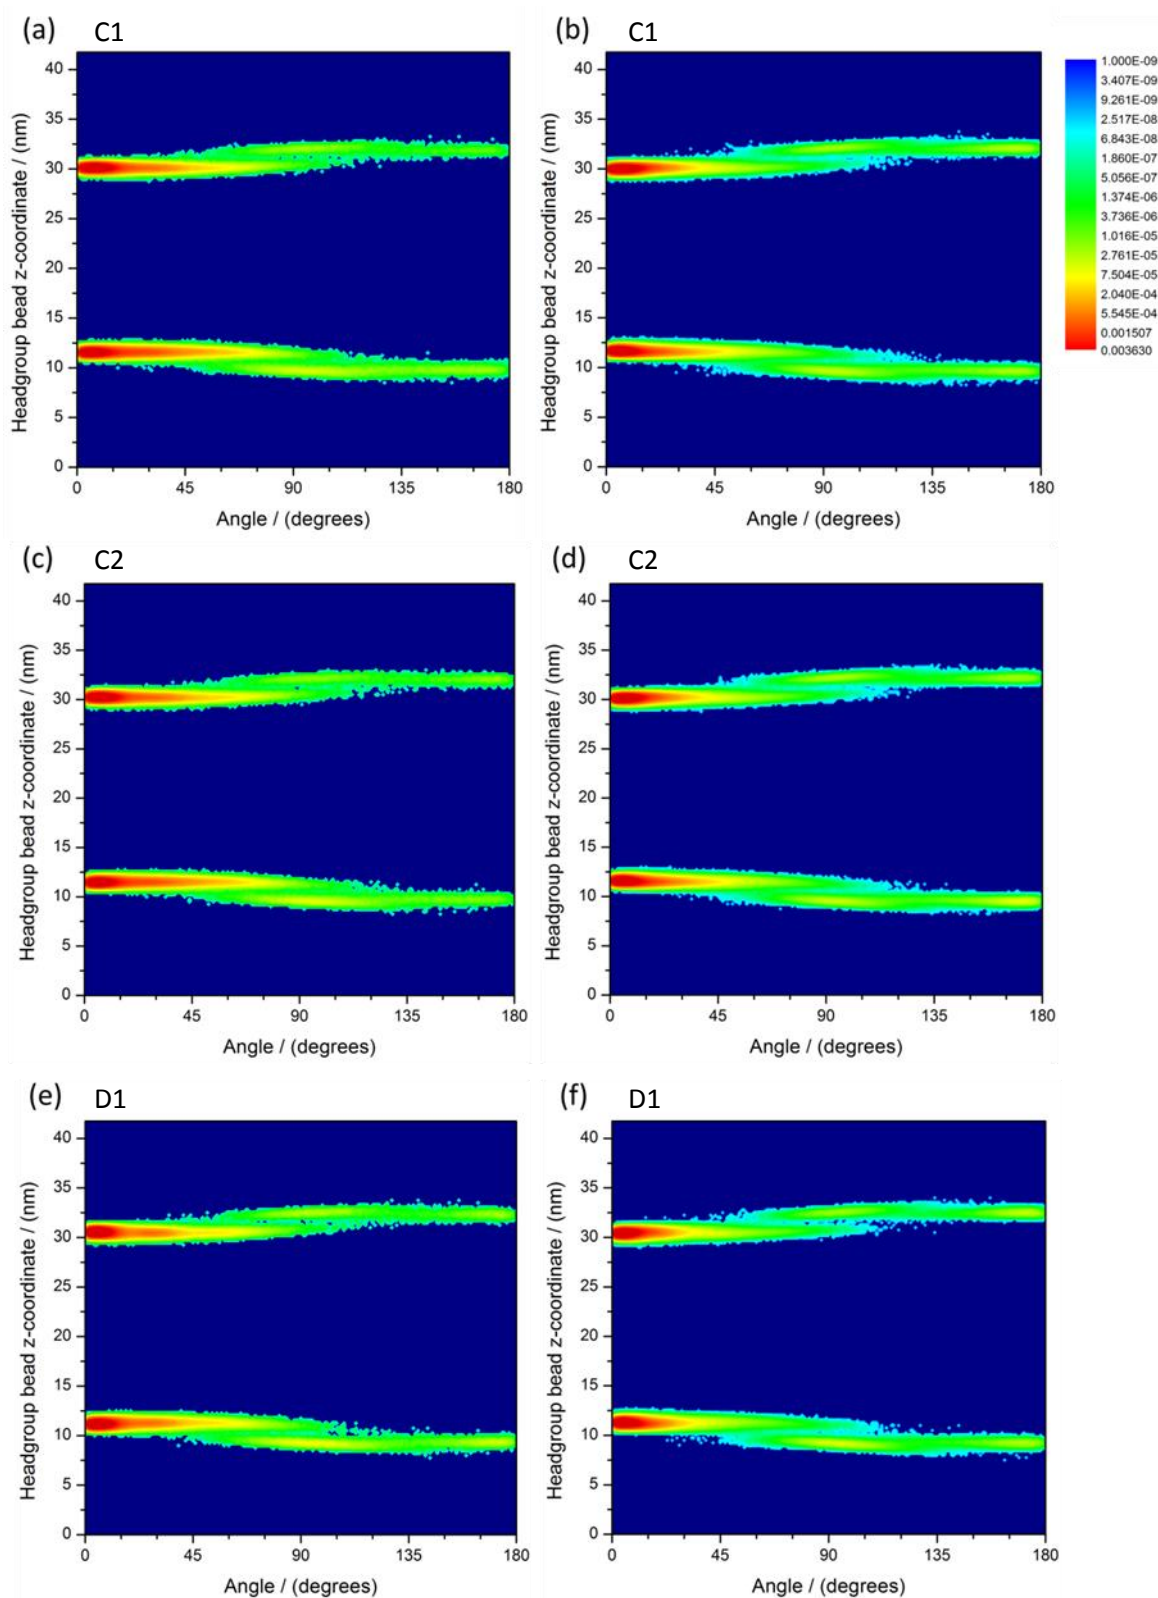 (a) C1
Headgroup bead z-coordinate / (nm)
40
35
30
25
20
15
10
5
0
0 45 90 135 180
Angle / (degrees)
(b) C1
Headgroup bead z-coordinate / (nm)
40
35
30
25
20
15
10
5
0
0 45 90 135 180
Angle / (degrees)
1.000E-09
3.407E-09
9.261E-09
2.517E-08
6.843E-08
1.860E-07
5.056E-07
1.374E-06
3.736E-06
1.016E-05
2.761E-05
7.504E-05
2.040E-04
5.545E-04
0.001507
0.003630
(c) C2
Headgroup bead z-coordinate / (nm)
40
35
30
25
20
15
10
5
0
0 45 90 135 180
Angle / (degrees)
(d) C2
Headgroup bead z-coordinate / (nm)
40
35
30
25
20
15
10
5
0
0 45 90 135 180
Angle / (degrees)
(e) D1
Headgroup bead z-coordinate / (nm)
40
35
30
25
20
15
10
5
0
0 45 90 135 180
Angle / (degrees)
(f) D1
Headgroup bead z-coordinate / (nm)
40
35
30
25
20
15
10
5
0
0 45 90 135 180
Angle / (degrees)